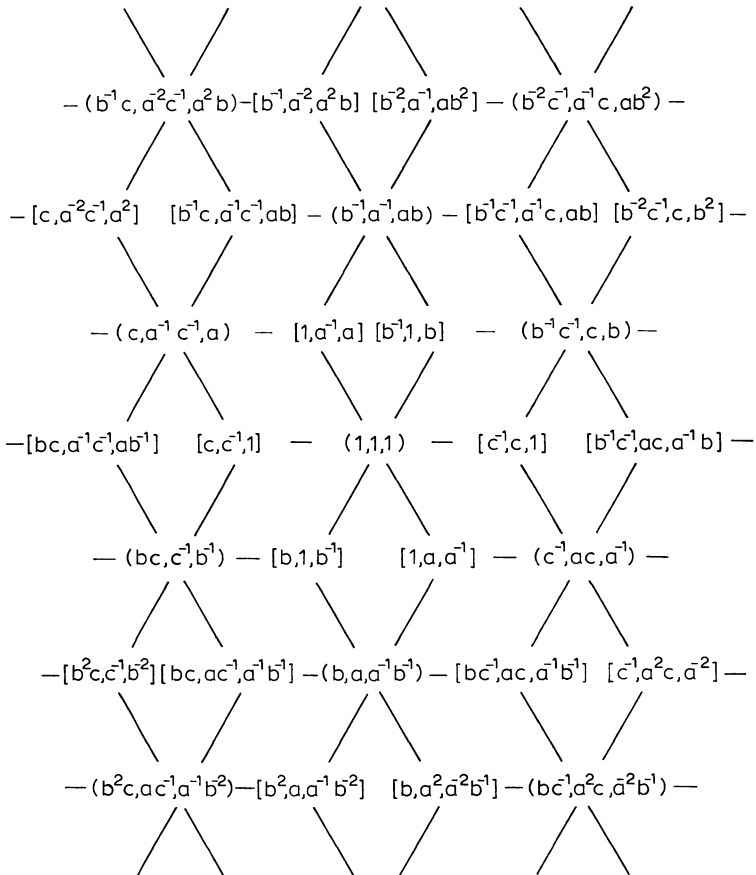 — (b⁻¹c, a⁻²c⁻¹, a²b) – [b⁻¹, a⁻², a²b] [b⁻², a⁻¹, ab²] — (b⁻²c⁻¹, a⁻¹c, ab²) —
— [c, a⁻²c⁻¹, a²] [b⁻¹c, a⁻¹c⁻¹, ab] — (b⁻¹, a⁻¹, ab) — [b⁻¹c⁻¹, a⁻¹c, ab] [b⁻²c⁻¹, c, b²] —
— (c, a⁻¹ c⁻¹, a) — [1, a⁻¹, a] [b⁻¹, 1, b] — (b⁻¹c⁻¹, c, b) —
— [bc, a⁻¹c⁻¹, ab⁻¹] [c, c⁻¹, 1] — (1,1,1) — [c⁻¹, c, 1] [b⁻¹c⁻¹, ac, a⁻¹ b] —
— (bc, c⁻¹, b⁻¹) — [b, 1, b⁻¹] [1, a, a⁻¹] — (c⁻¹, ac, a⁻¹) —
— [b²c, c⁻¹, b⁻²] [bc, ac⁻¹, a⁻¹b⁻¹] — (b, a, a⁻¹b⁻¹) — [bc⁻¹, ac, a⁻¹b⁻¹] [c⁻¹, a²c, a⁻²] —
— (b²c, ac⁻¹, a⁻¹b⁻²) — [b², a, a⁻¹b⁻²] [b, a², a⁻²b⁻¹] — (bc⁻¹, a²c, a⁻²b⁻¹) —